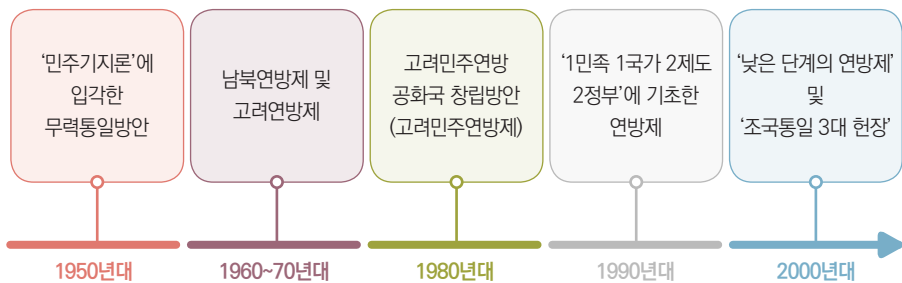 ‘민주기지론’에
입각한
무력통일방안
남북연방제 및
고려연방제
고려민주연방
공화국 창립방안
(고려민주연방제)
‘1민족 1국가 2제도
2정부’에 기초한
연방제
‘낮은 단계의 연방제’
및
‘조국통일 3대 헌장’
1950년대
1960~70년대
1980년대
1990년대
2000년대